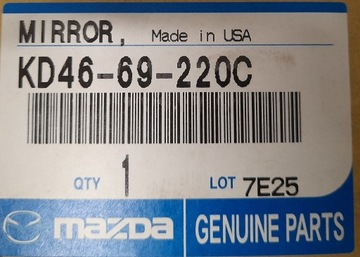 MIRROR, Made in USA
KD46-69-220C
QTY 1 LOT 7E25
mazda GENUINE PARTS